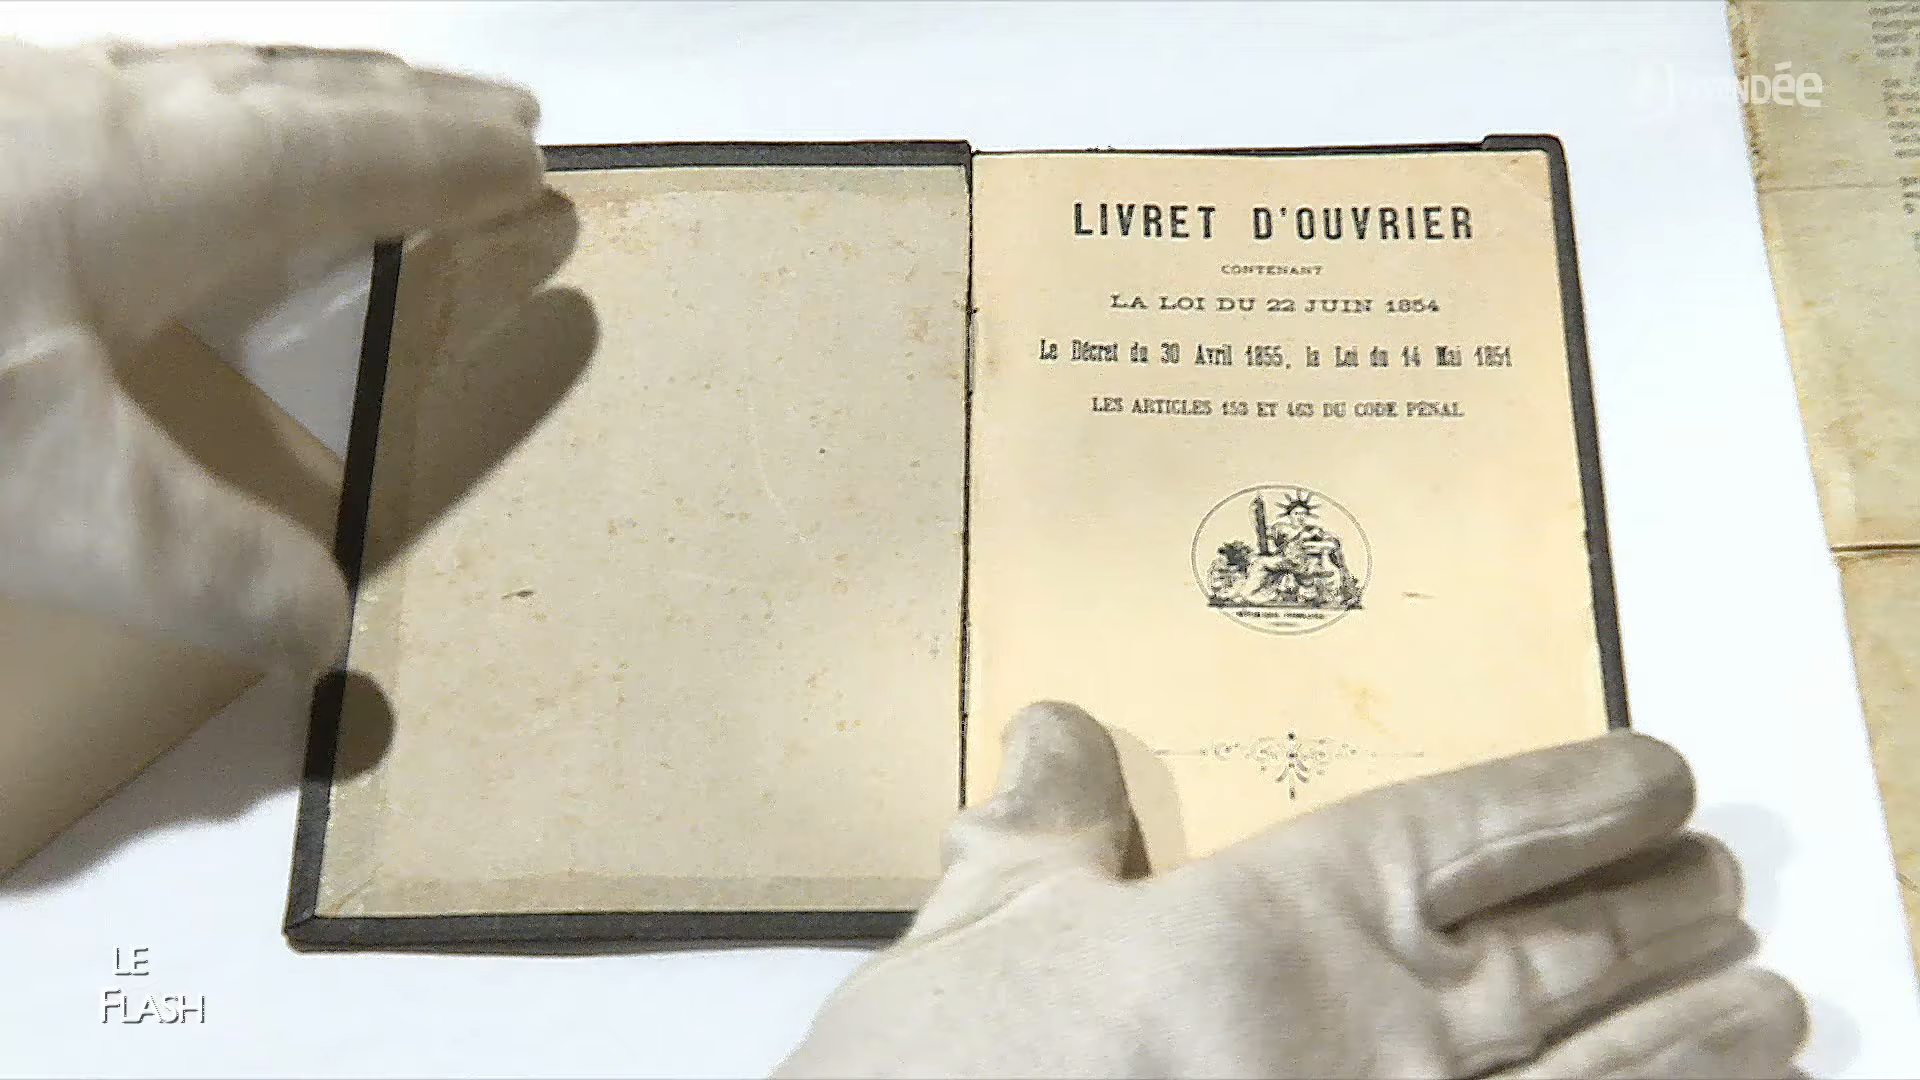 LIVRET D'OUVRIER
CONTENANT
LA LOI DU 22 JUIN 1854
Le Décret du 30 Avril 1855, la Loi du 14 Mai 1851
LES ARTICLES 153 ET 463 DU CODE PÉNAL
LE
FLASH